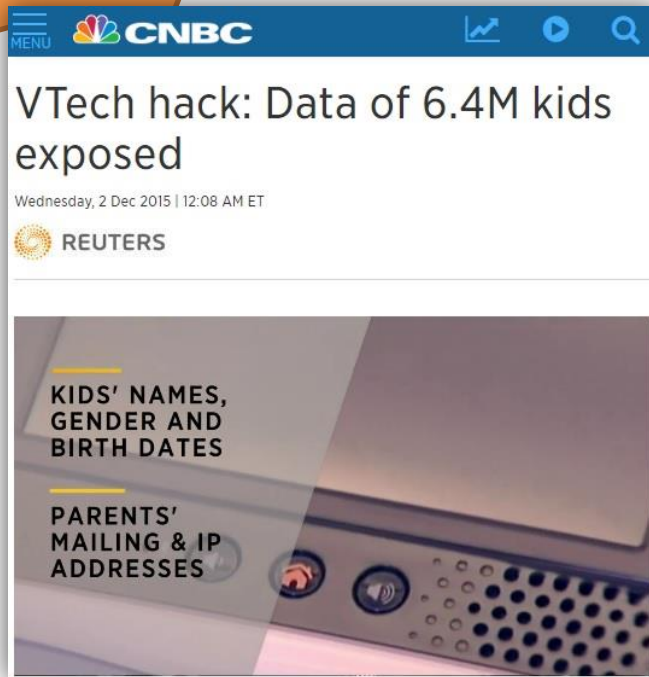 MENU CNBC
VTech hack: Data of 6.4M kids
exposed
Wednesday, 2 Dec 2015 | 12:08 AM ET
REUTERS
KIDS' NAMES,
GENDER AND
BIRTH DATES
PARENTS'
MAILING & IP
ADDRESSES